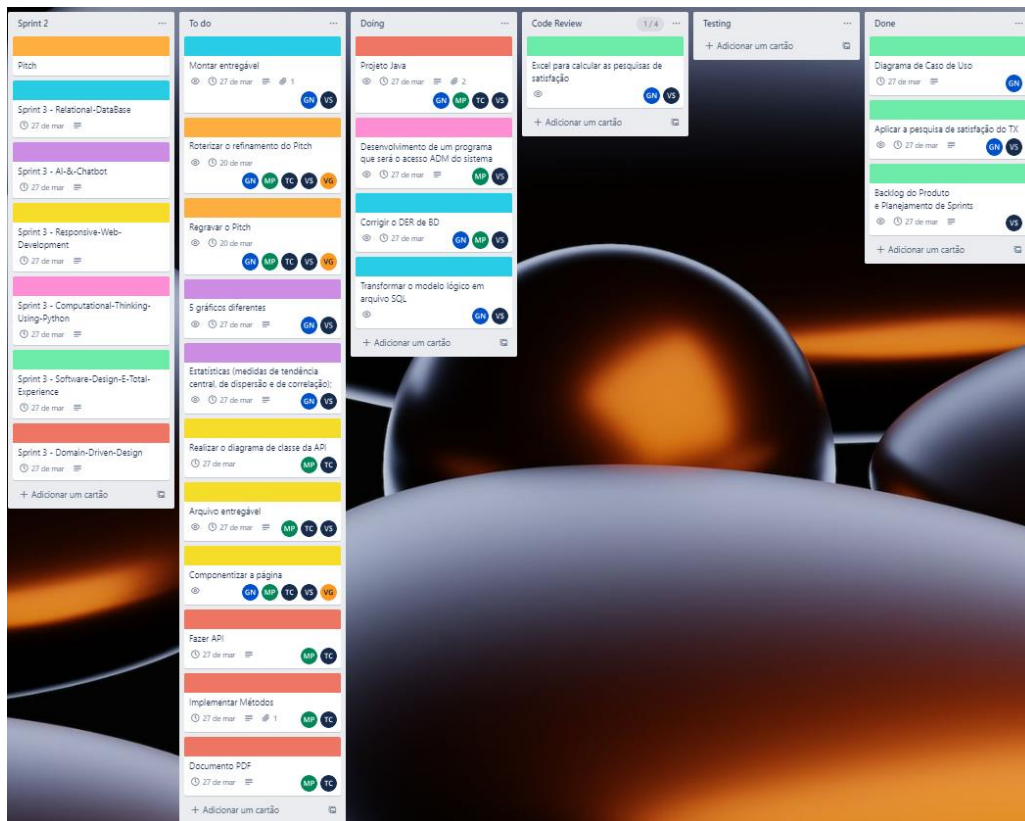 Sprint 2
Pitch
Sprint 3 - Relational-DataBase
27 de mar
Sprint 3 - AI-&-Chatbot
27 de mar
Sprint 3 - Responsive-Web-
Development
27 de mar
Sprint 3 - Computational-Thinking-
Using-Python
27 de mar
Sprint 3 - Software-Design-E-Total-
Experience
27 de mar
Sprint 3 - Domain-Driven-Design
27 de mar
+ Adicionar um cartão
To do
Montar entregável
27 de mar 1
GN VS
Roterizar o refinamento do Pitch
20 de mar
GN MP TC VS VG
Regravar o Pitch
20 de mar
GN MP TC VS VG
5 gráficos diferentes
27 de mar GN VS
Estatísticas (medidas de tendência
central, de dispersão e de correlação);
27 de mar GN VS
Realizar o diagrama de classe da API
27 de mar MP TC
Arquivo entregável
27 de mar MP TC VS
Componentizar a página
GN MP TC VS VG
Fazer API
27 de mar MP TC
Implementar Métodos
27 de mar 1 MP TC
Documento PDF
27 de mar MP TC
+ Adicionar um cartão
Doing
Projeto Java
27 de mar 2
GN MP TC VS
Desenvolvimento de um programa
que será o acesso ADM do sistema
27 de mar MP VS
Corrigir o DER de BD
27 de mar GN MP VS
Transformar o modelo lógico em
arquivo SQL
GN VS
+ Adicionar um cartão
Code Review 1/4
Excel para calcular as pesquisas de
satisfação
GN VS
+ Adicionar um cartão
Testing
+ Adicionar um cartão
Done
Diagrama de Caso de Uso
27 de mar GN
Aplicar a pesquisa de satisfação do TX
27 de mar GN VS
Backlog do Produto
e Planejamento de Sprints
27 de mar VS
+ Adicionar um cartão